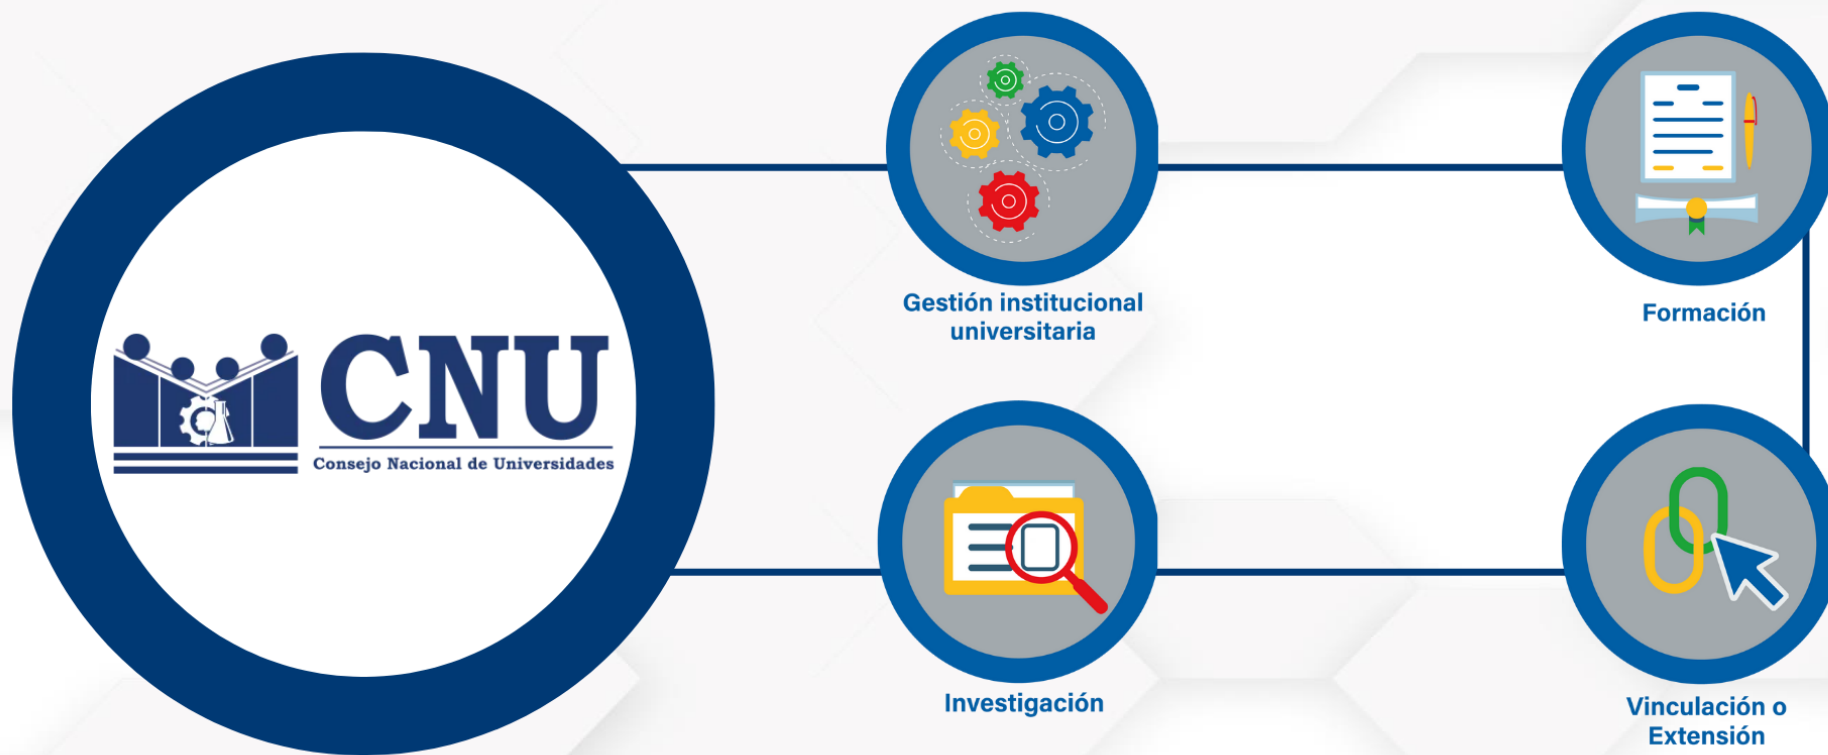 CNU
Consejo Nacional de Universidades
Gestión institucional
universitaria
Formación
Investigación
Vinculación o
Extensión